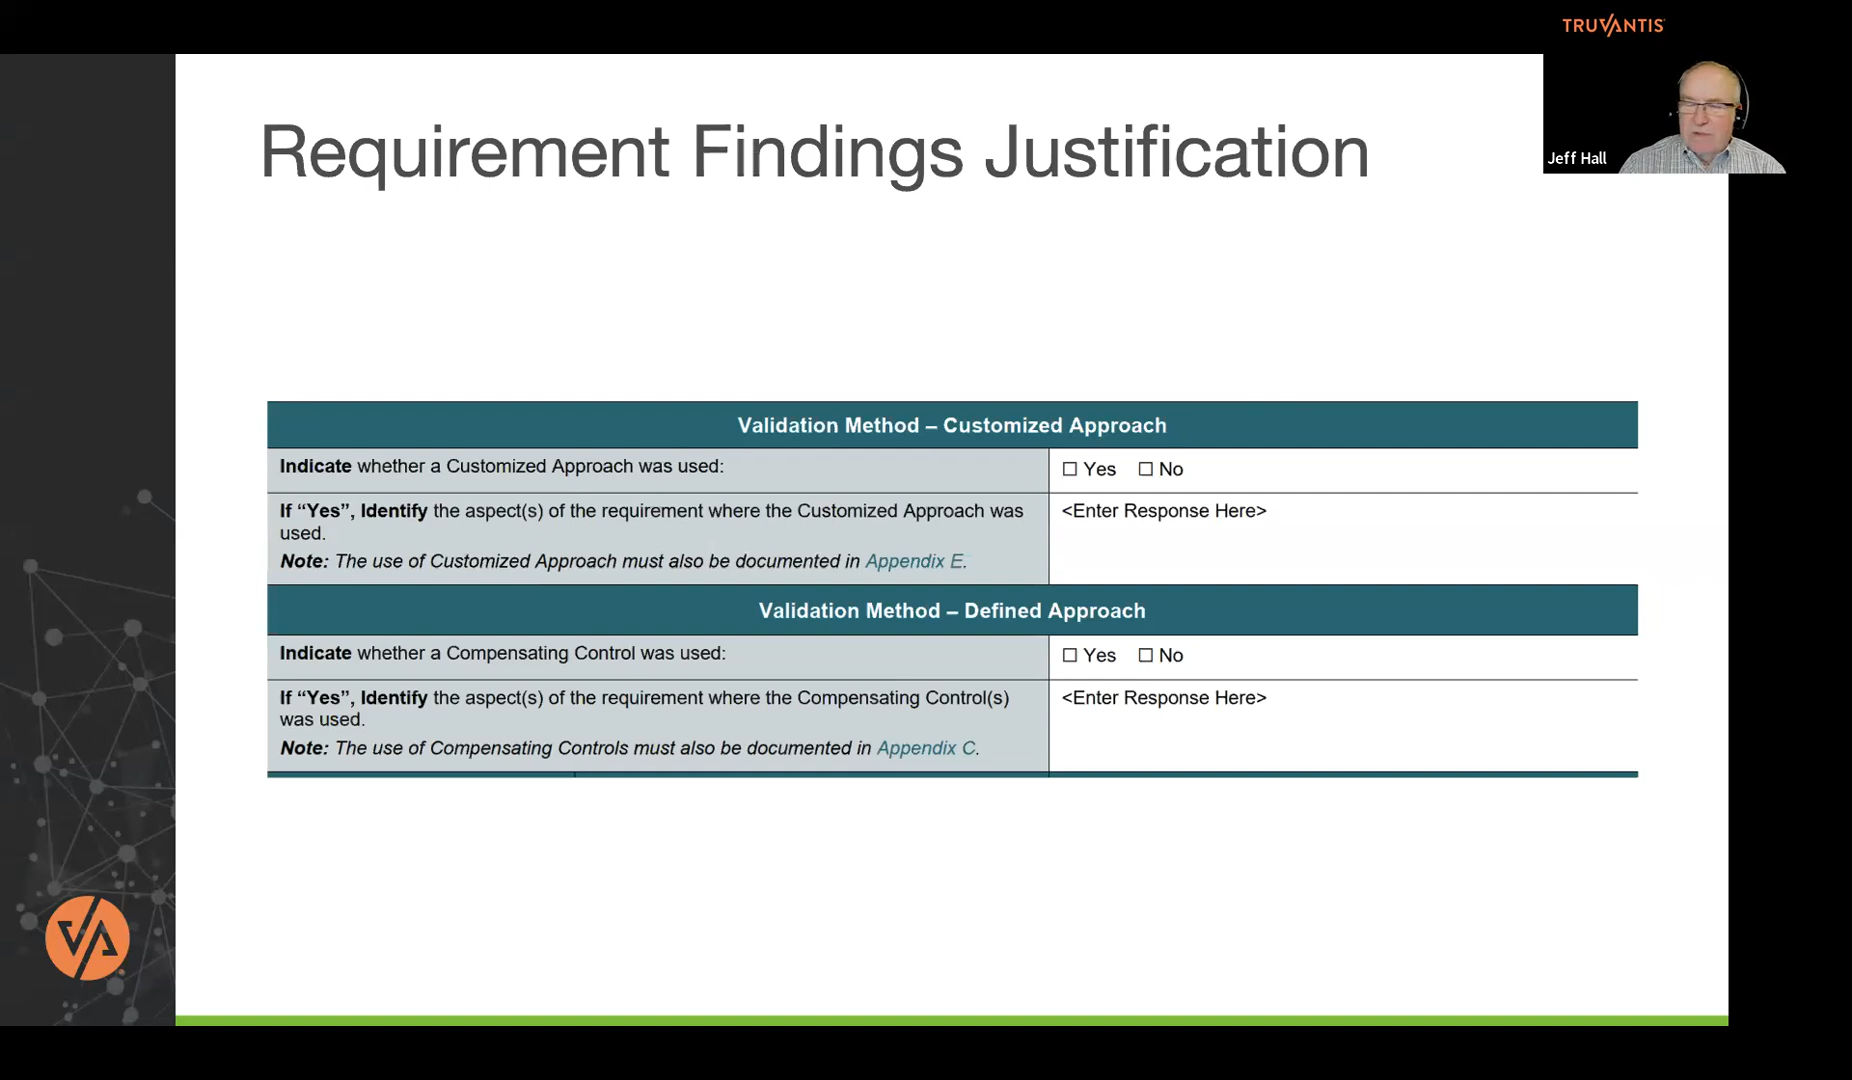 TRUVANTIS
Jeff Hall
Requirement Findings Justification
Validation Method – Customized Approach
Indicate whether a Customized Approach was used:
☐ Yes ☐ No
If “Yes”, Identify the aspect(s) of the requirement where the Customized Approach was
used.
Note: The use of Customized Approach must also be documented in Appendix E.
<Enter Response Here>
Validation Method – Defined Approach
Indicate whether a Compensating Control was used:
☐ Yes ☐ No
If “Yes”, Identify the aspect(s) of the requirement where the Compensating Control(s)
was used.
Note: The use of Compensating Controls must also be documented in Appendix C.
<Enter Response Here>